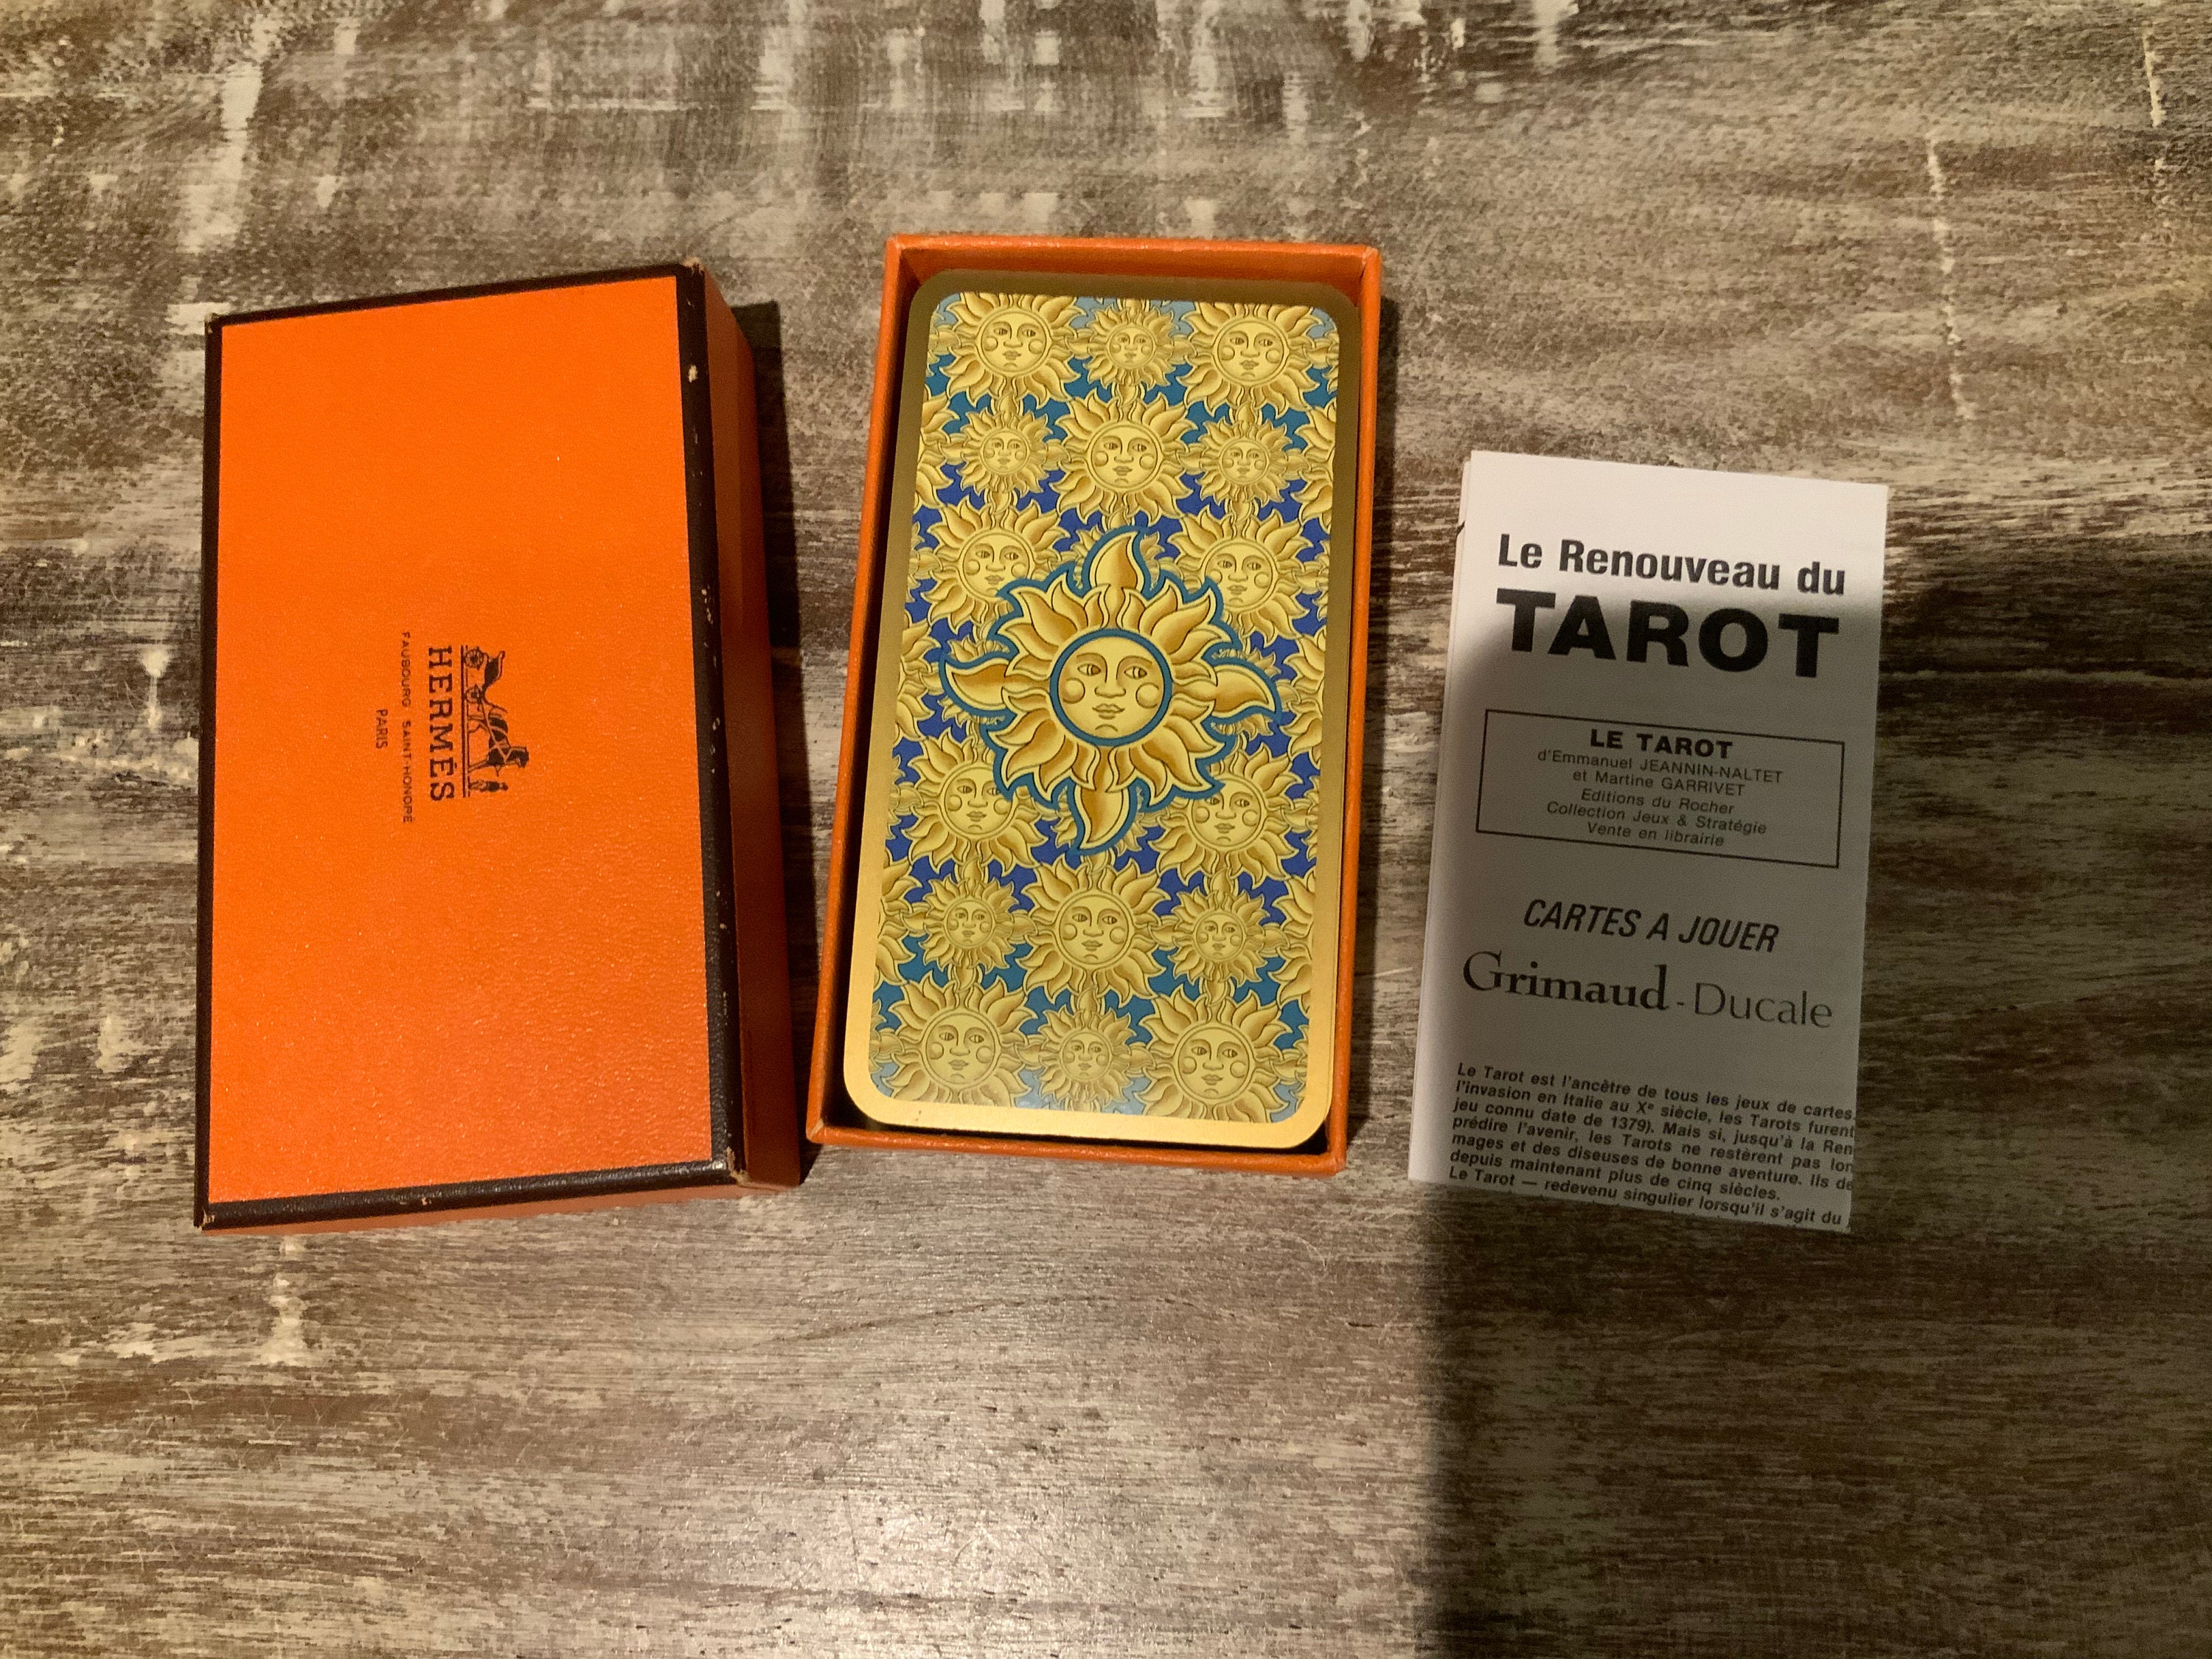 HERMÈS
FAUBOURG SAINT-HONORÉ
PARIS
Le Renouveau du
TAROT
LE TAROT
d'Emmanuel JEANNIN-NALTET
et Martine GARRIVET
Editions du Rocher
Collection Jeux & Stratégie
Vente en librairie
CARTES A JOUER
Grimaud - Ducale
Le Tarot est l'ancêtre de tous les jeux de cartes.
l'invasion en Italie au Xᵉ siècle, les Tarots furent
jeu connu date de 1379). Mais si, jusqu'à la Ren
prédire l'avenir, les Tarots ne restèrent pas lon
mages et des diseuses de bonne aventure. Ils de
depuis maintenant plus de cinq siècles.
Le Tarot — redevenu singulier lorsqu'il s'agit du